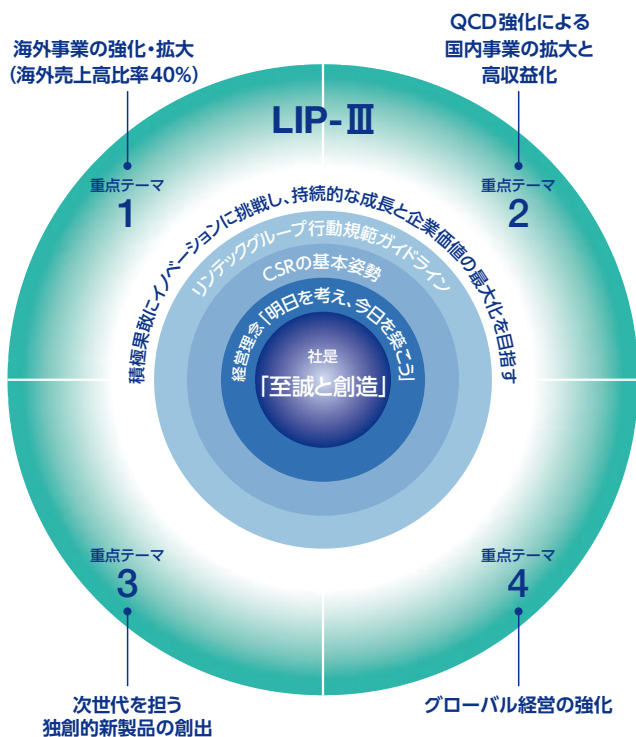 海外事業の強化・拡大
(海外売上高比率40%)
QCD強化による
国内事業の拡大と
高収益化
LIP-Ⅲ
重点テーマ
1
重点テーマ
2
積極果敢にイノベーションに挑戦し、持続的な成長と企業価値の最大化を目指す
リンテックグループ行動規範ガイドライン
CSRの基本姿勢
経営理念「明日を考え、今日を築こう」
社是
「至誠と創造」
重点テーマ
3
重点テーマ
4
次世代を担う
独創的新製品の創出
グローバル経営の強化